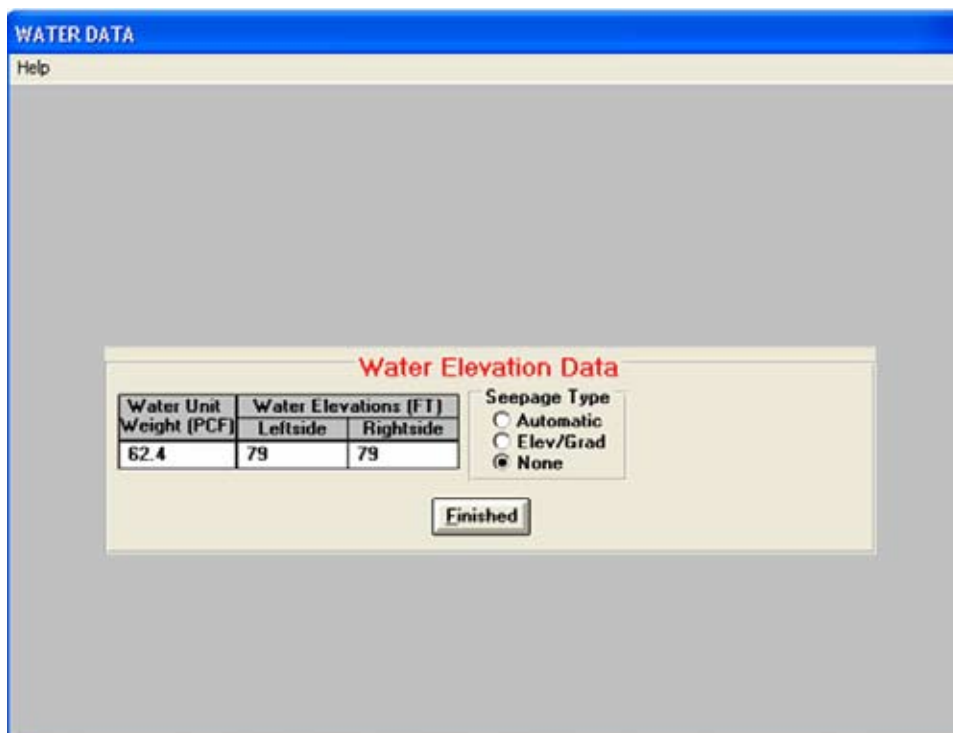 WATER DATA
Help
Water Elevation Data
Water Unit Weight (PCF)
Water Elevations (FT)
Leftside Rightside
62.4 79 79
Seepage Type
Automatic
Elev/Grad
None
Finished